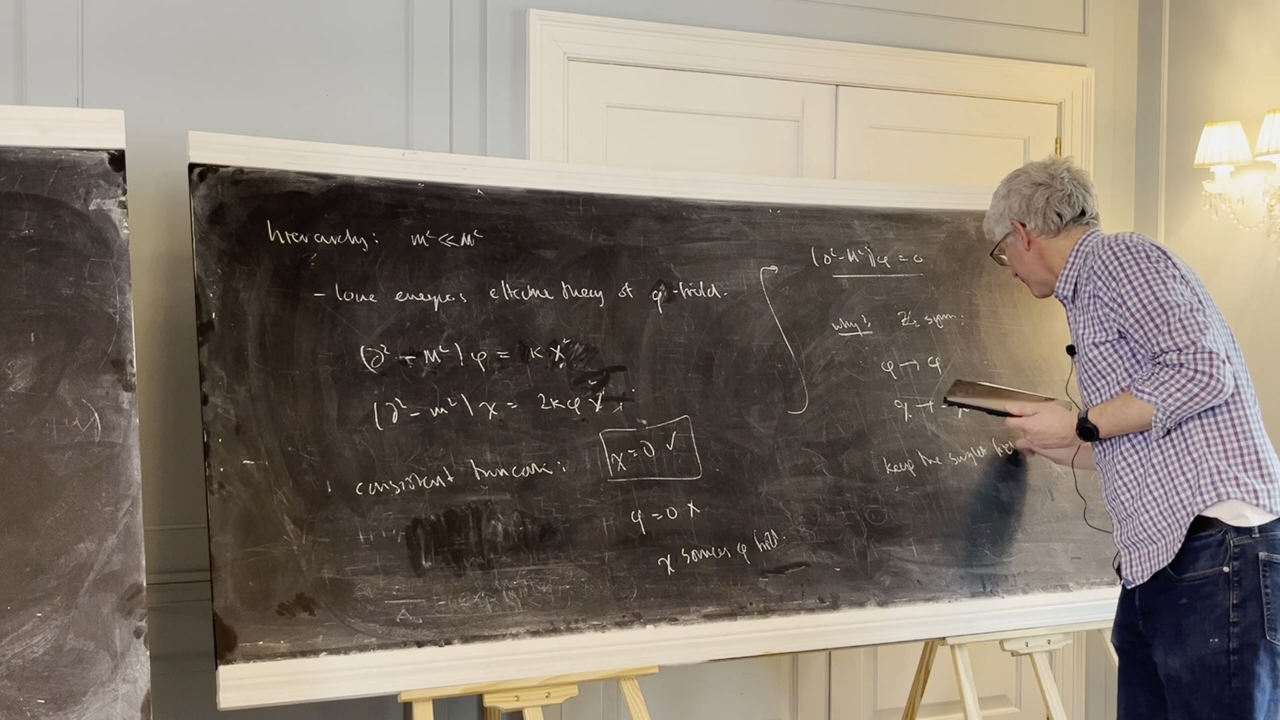 hierarchy: m² ≪ M²
- low energies effective theory of φ-field.
(∂² - M²) φ = κ χ²
(∂² - m²) χ = 2κφχ
consistent truncation: χ=0 ✓
φ = 0 ✗
χ sources φ field.
(∂² - M²)φ = 0
why? Z₂ sym:
φ → φ
χ → - χ
keep the singlet